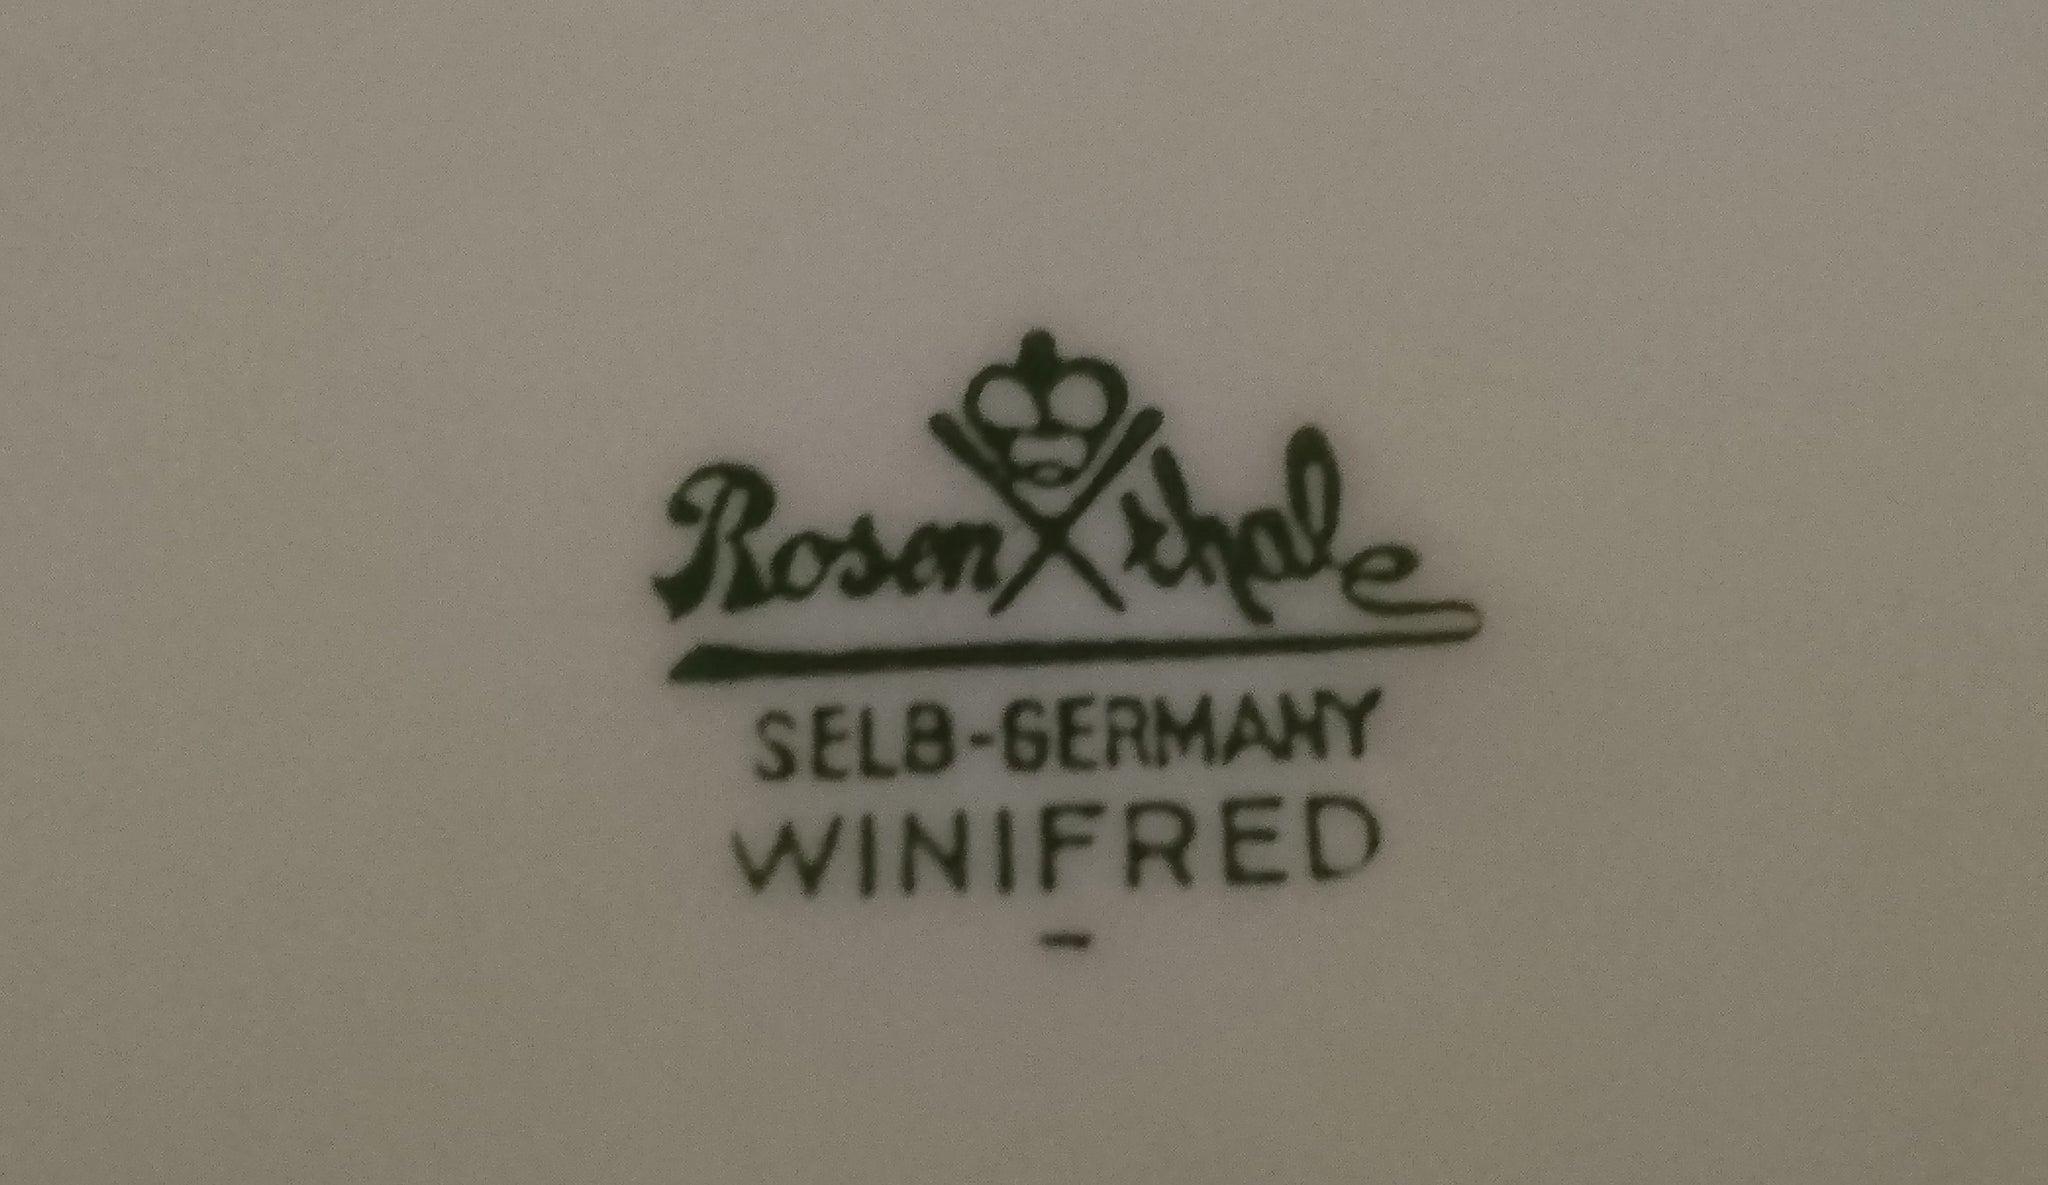 Rosenthal
SELB-GERMANY
WINIFRED
-